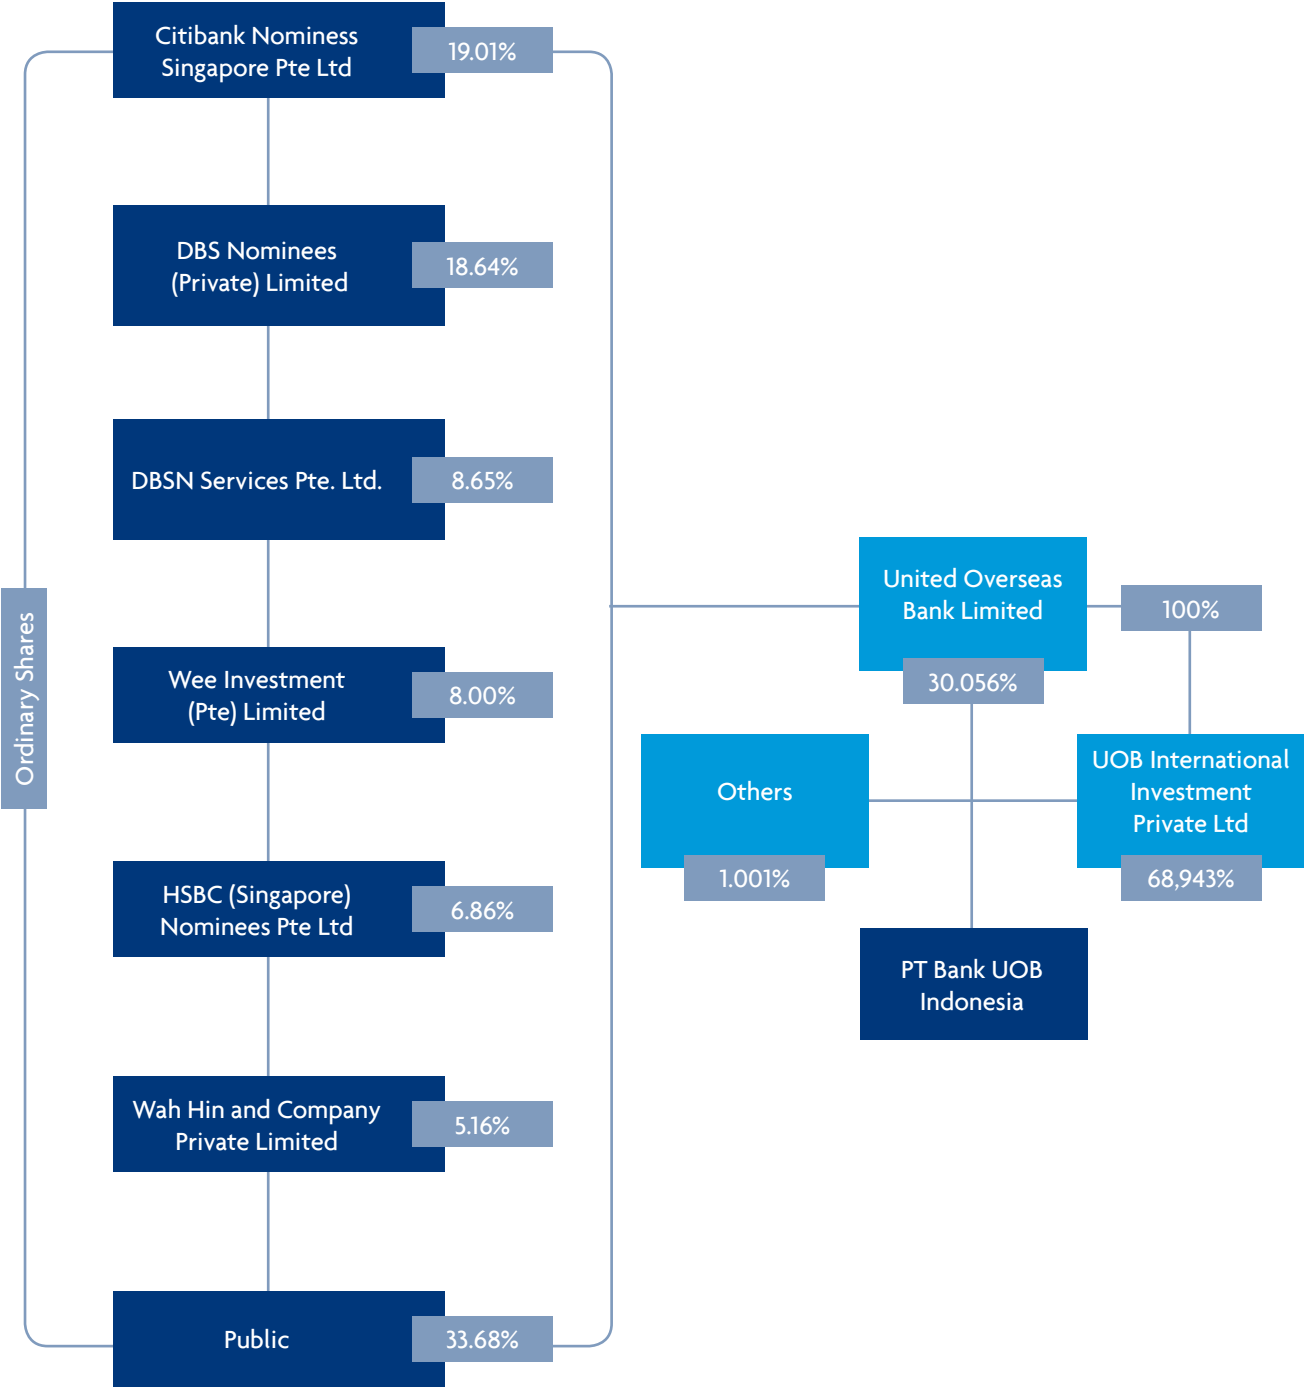 Ordinary Shares
Citibank Nominess
Singapore Pte Ltd
19.01%
DBS Nominees
(Private) Limited
18.64%
DBSN Services Pte. Ltd.
8.65%
Wee Investment
(Pte) Limited
8.00%
HSBC (Singapore)
Nominees Pte Ltd
6.86%
Wah Hin and Company
Private Limited
5.16%
Public
33.68%
United Overseas
Bank Limited
30.056%
100%
Others
1.001%
UOB International
Investment
Private Ltd
68,943%
PT Bank UOB
Indonesia